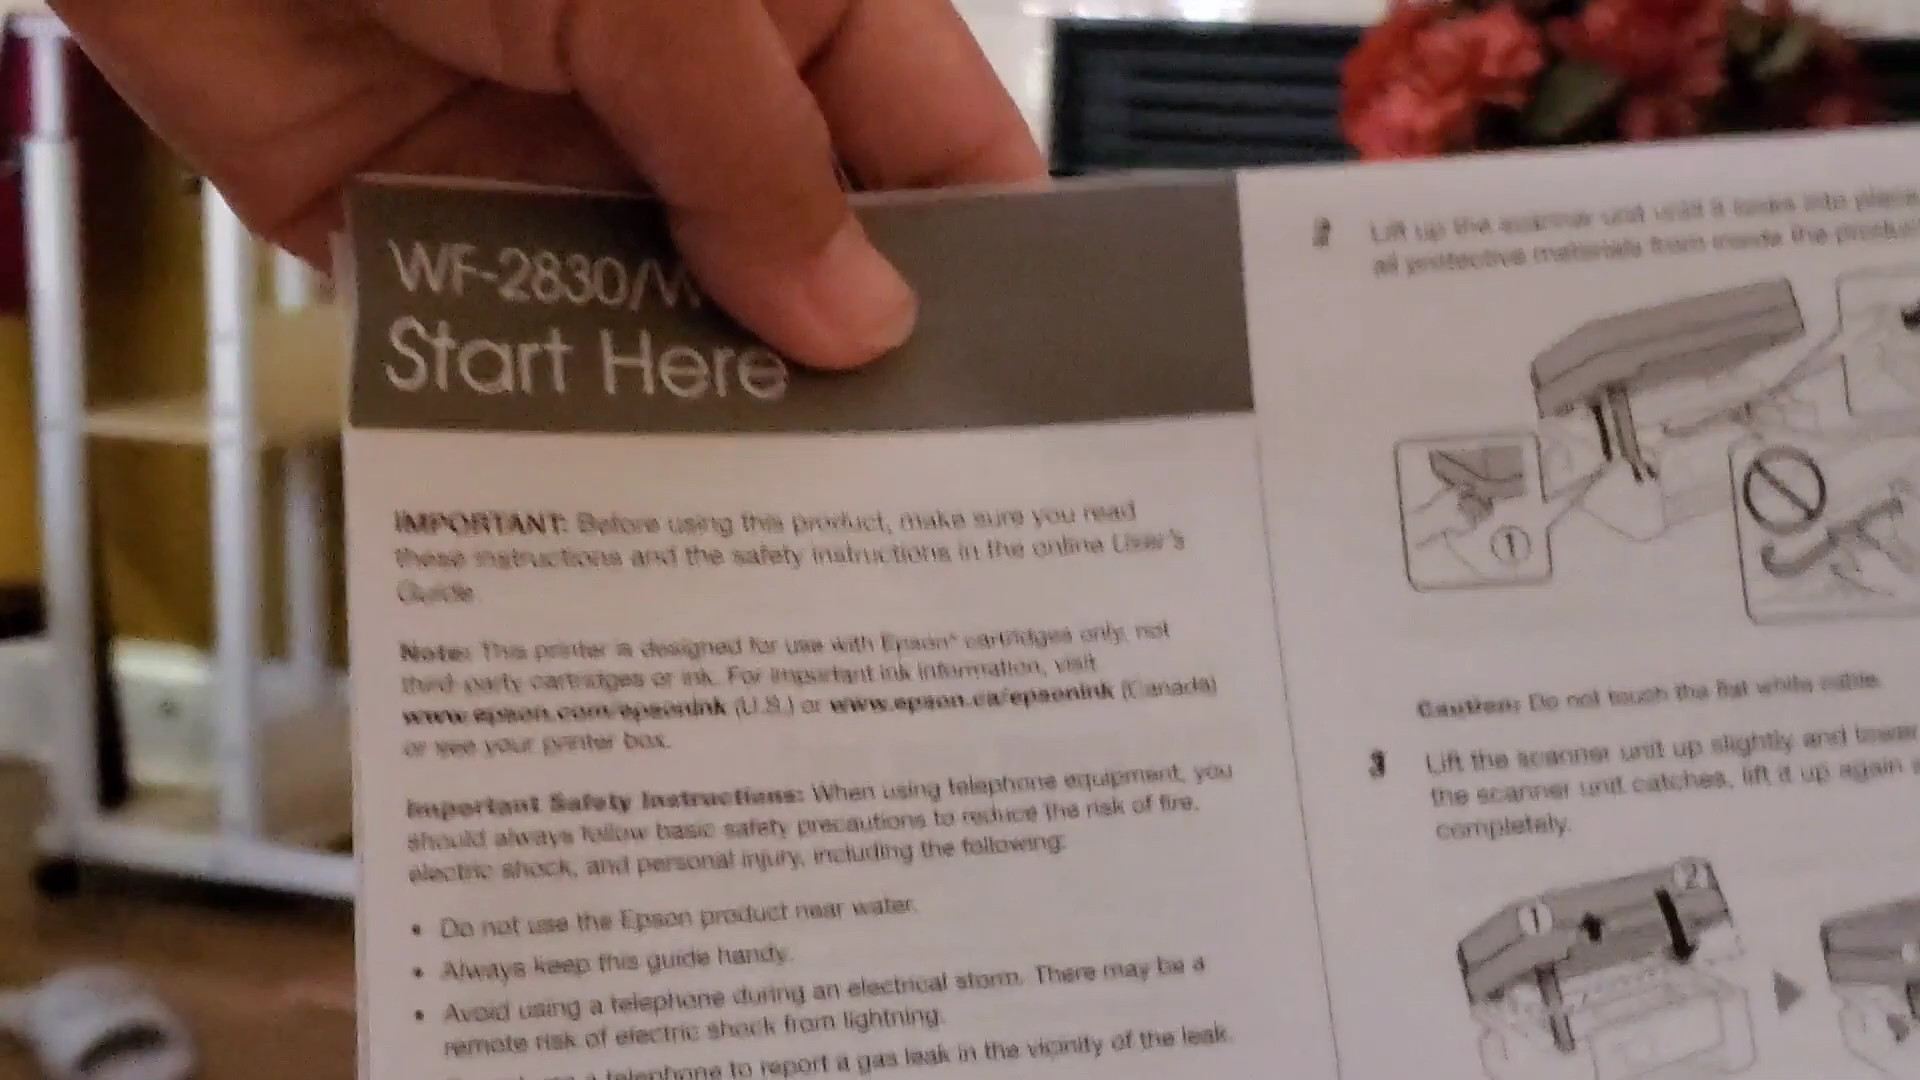 WF-2830/W
Start Here
IMPORTANT: Before using this product, make sure you read
these instructions and the safety instructions in the online User's
Guide.
Note: This printer is designed for use with Epson® cartridges only, not
third-party cartridges or ink. For important ink information, visit
www.epson.com/epsonink (U.S.) or www.epson.ca/epsonink (Canada)
or see your printer box.
Important Safety Instructions: When using telephone equipment, you
should always follow basic safety precautions to reduce the risk of fire,
electric shock, and personal injury, including the following:
• Do not use the Epson product near water.
• Always keep this guide handy.
• Avoid using a telephone during an electrical storm. There may be a
remote risk of electric shock from lightning.
a telephone to report a gas leak in the vicinity of the leak.
2 Lift up the scanner unit until it locks into place
all protective materials from inside the product
1
Caution: Do not touch the flat white cable.
3 Lift the scanner unit up slightly and lower
the scanner unit catches, lift it up again
completely.
1
2